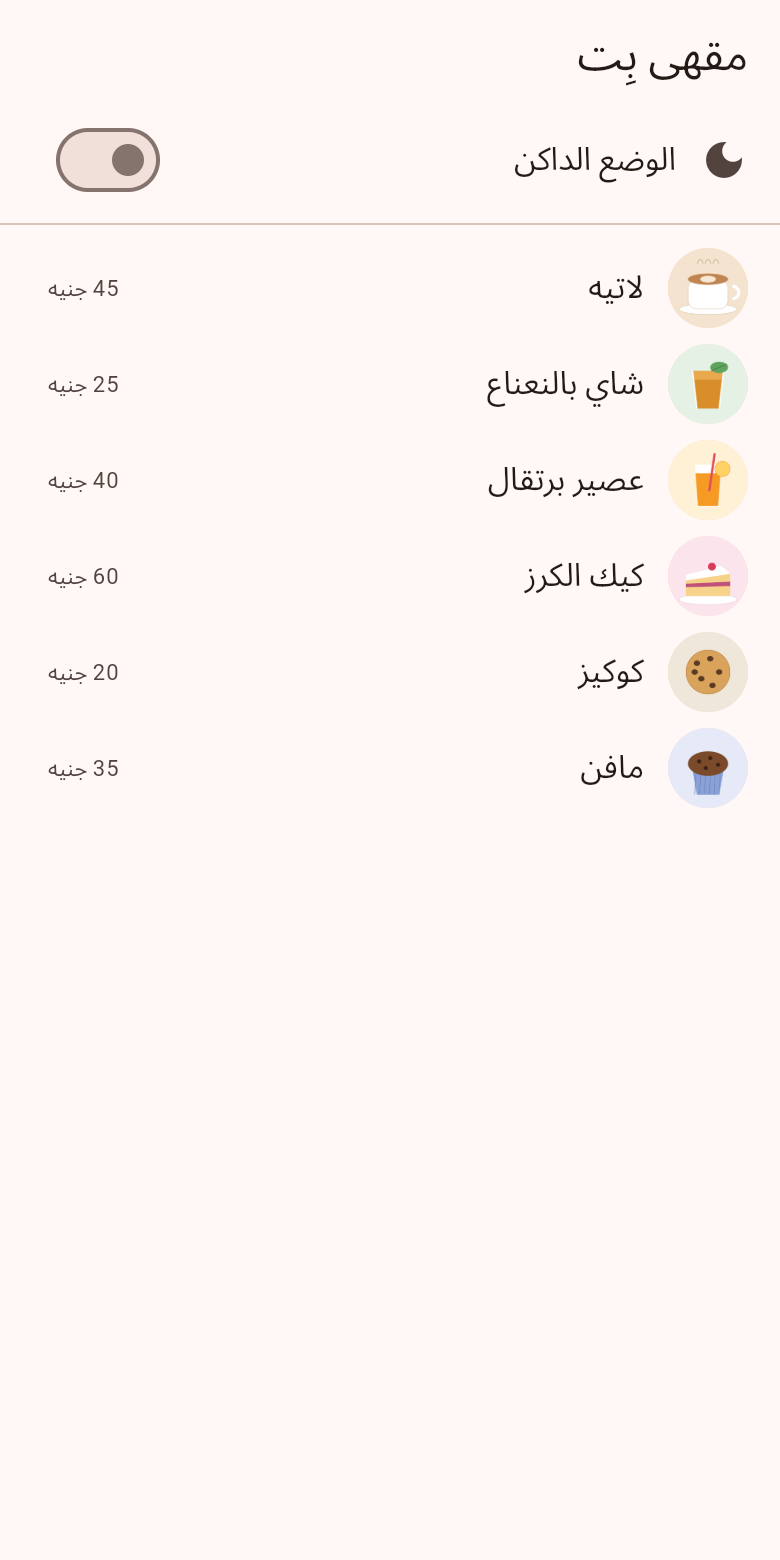 مقهى بِت
الوضع الداكن
لاتيه 45 جنيه
شاي بالنعناع 25 جنيه
عصير برتقال 40 جنيه
كيك الكرز 60 جنيه
كوكيز 20 جنيه
مافن 35 جنيه